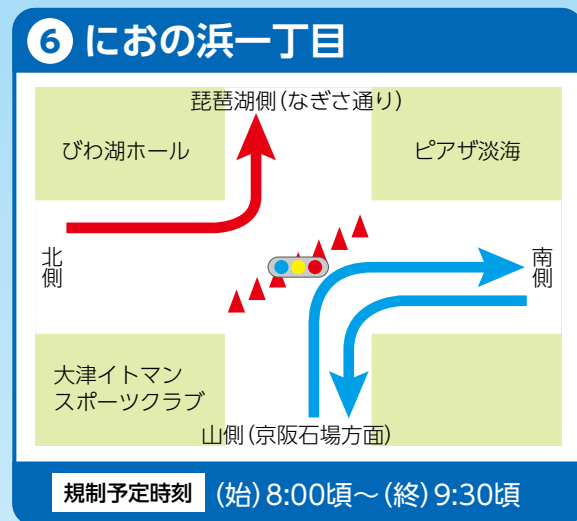 6 におの浜一丁目
琵琶湖側(なぎさ通り)
びわ湖ホール
ピアザ淡海
北側
南側
大津イトマン
スポーツクラブ
山側(京阪石場方面)
規制予定時刻 (始)8:00頃～(終)9:30頃